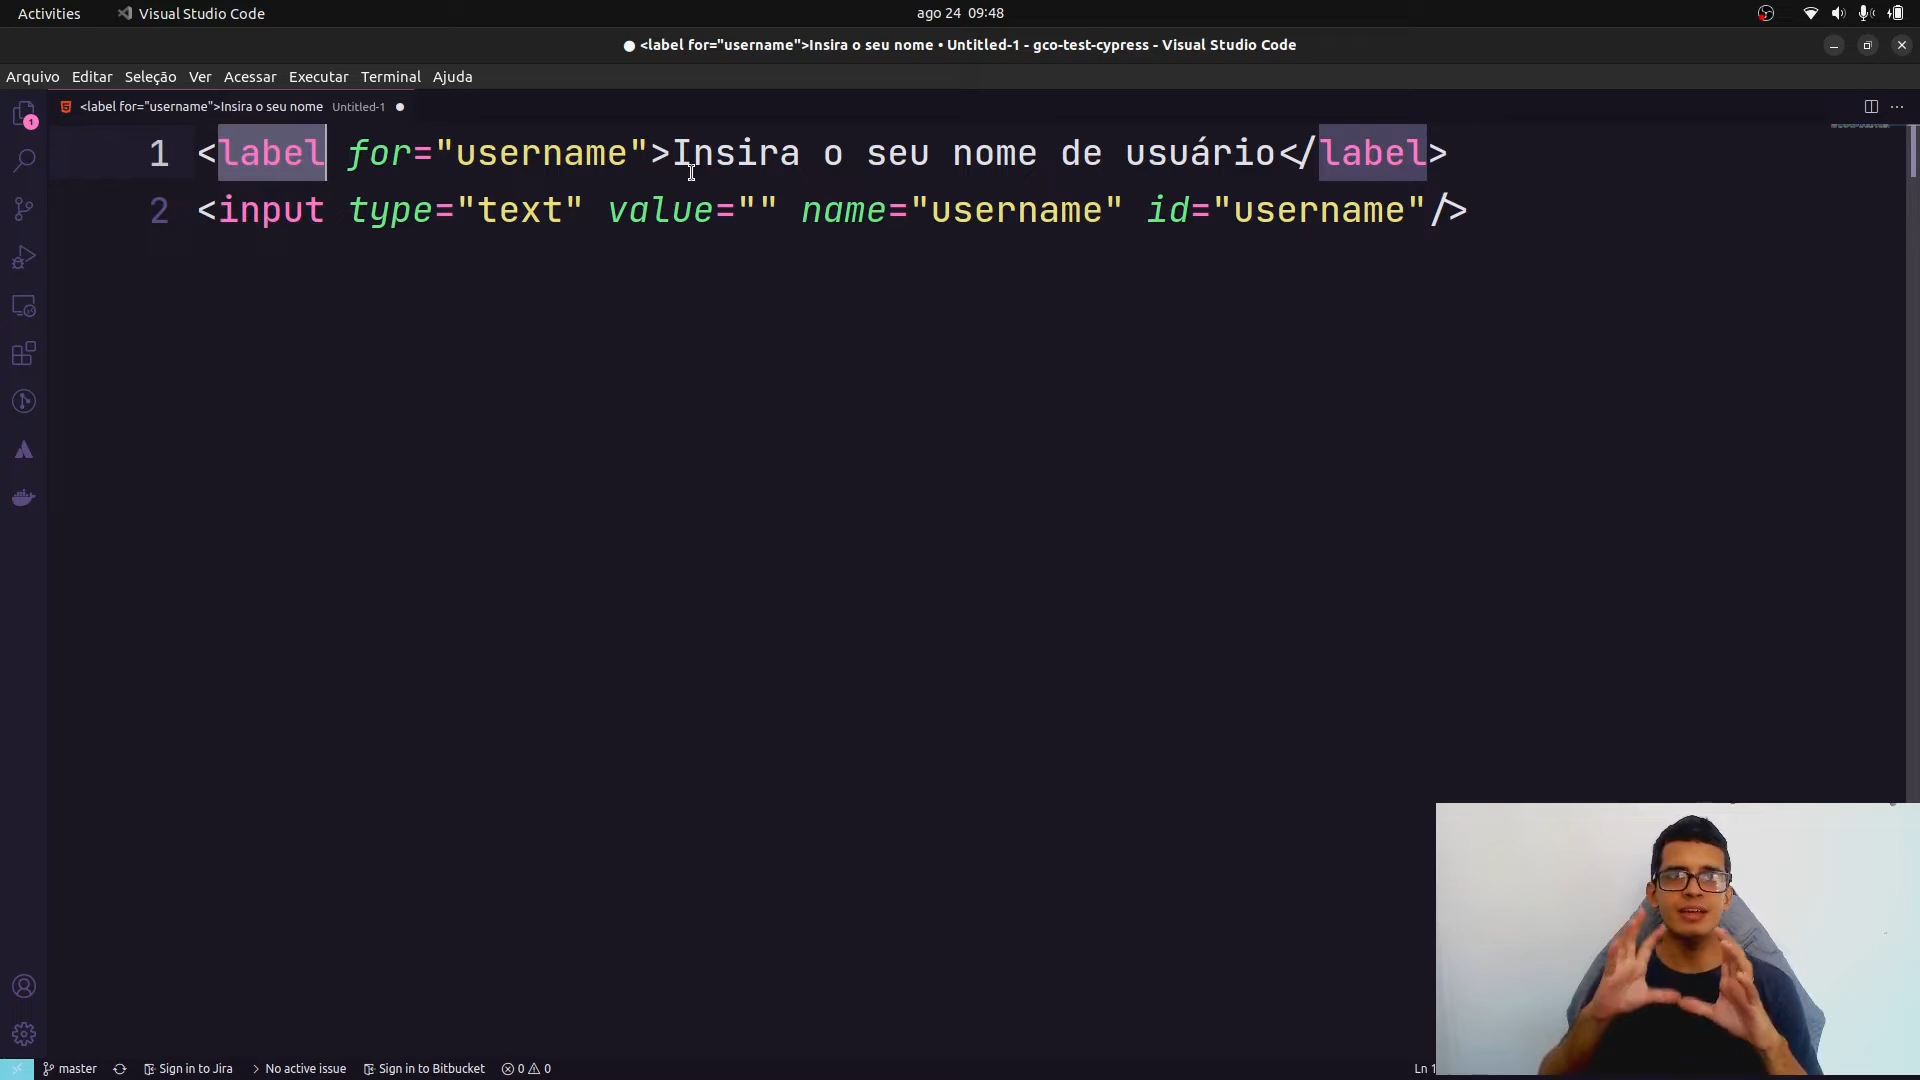 Activities Visual Studio Code ago 24 09:48
● <label for="username">Insira o seu nome • Untitled-1 - gco-test-cypress - Visual Studio Code
Arquivo Editar Seleção Ver Acessar Executar Terminal Ajuda
<label for="username">Insira o seu nome Untitled-1 ●
1 <label for="username">Insira o seu nome de usuário</label>
2 <input type="text" value="" name="username" id="username"/>
1
master Sign in to Jira No active issue Sign in to Bitbucket 0 0 Ln 1